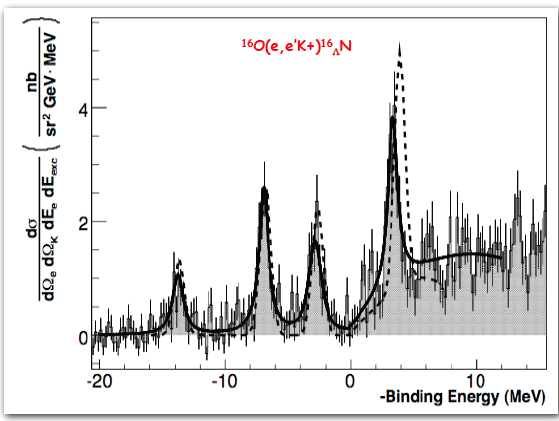 ¹⁶O(e,e'K+)¹⁶ΛN
dσ
dΩe dΩK dEe dEexc
nb
sr² GeV· MeV
4
2
0
-20
-10
0
10
-Binding Energy (MeV)